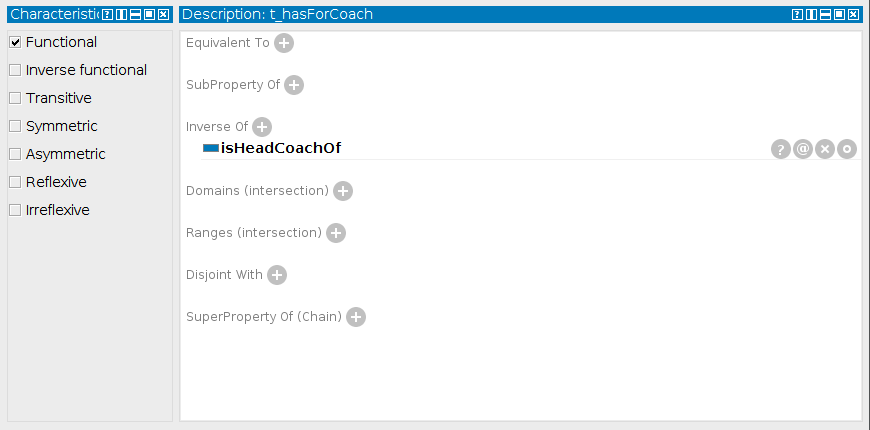 Characteristic
Functional
Inverse functional
Transitive
Symmetric
Asymmetric
Reflexive
Irreflexive
Description: t_hasForCoach
Equivalent To
SubProperty Of
Inverse Of
isHeadCoachOf
Domains (intersection)
Ranges (intersection)
Disjoint With
SuperProperty Of (Chain)